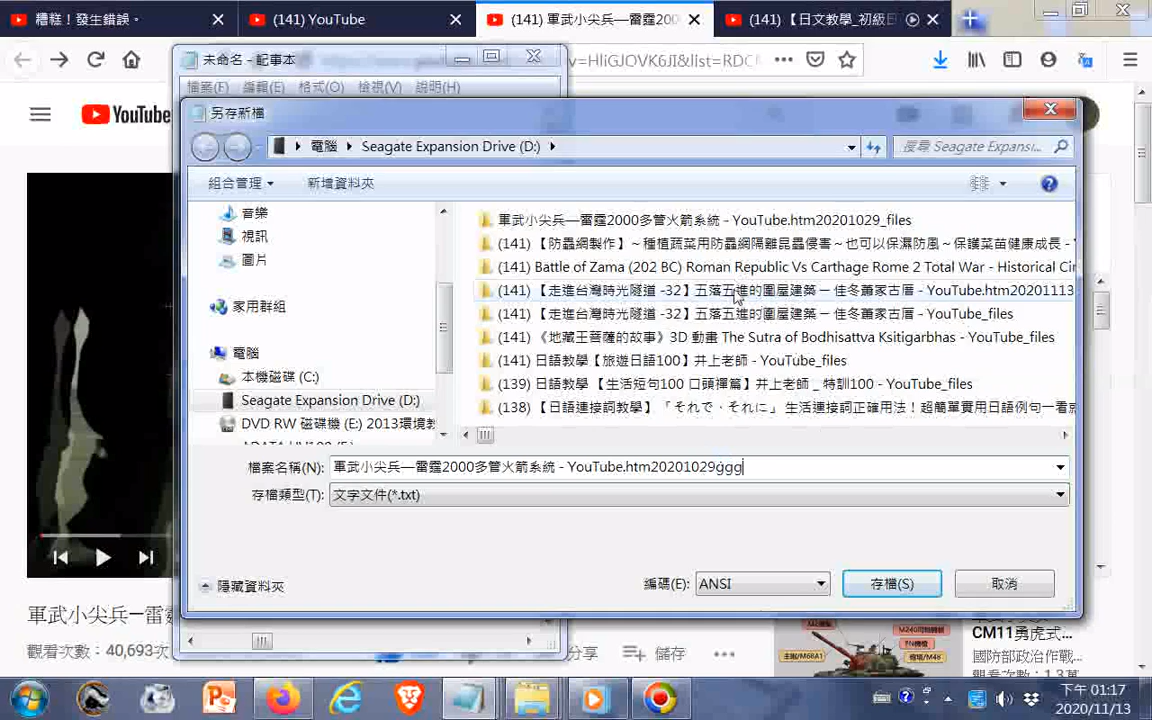 糟糕！發生錯誤。
(141) YouTube
(141) 軍武小尖兵—雷霆200
(141) 【日文教學_初級日
未命名 - 記事本
v=HliGJOVK6JI&list=RDC
檔案(F) 編輯(E) 格式(O) 檢視(V) 說明(H)
YouTube
另存新檔
電腦 Seagate Expansion Drive (D:)
搜尋 Seagate Expansi...
組合管理 新增資料夾
音樂
視訊
圖片
家用群組
電腦
本機磁碟 (C:)
Seagate Expansion Drive (D:)
DVD RW 磁碟機 (E:) 2013環境教
軍武小尖兵—雷霆2000多管火箭系統 - YouTube.htm20201029_files
(141) 【防蟲網製作】～種植蔬菜用防蟲網隔離昆蟲侵害～也可以保濕防風～保護菜苗健康成長 -
(141) Battle of Zama (202 BC) Roman Republic Vs Carthage Rome 2 Total War - Historical Ci
(141) 【走進台灣時光隧道 -32】五落五進的圍屋建築 – 佳冬蕭家古厝 - YouTube.htm20201113
(141) 【走進台灣時光隧道 -32】五落五進的圍屋建築 – 佳冬蕭家古厝 - YouTube_files
(141) 《地藏王菩薩的故事》3D 動畫 The Sutra of Bodhisattva Ksitigarbhas - YouTube_files
(141) 日語教學【旅遊日語100】井上老師 - YouTube_files
(139) 日語教學 【生活短句100 口頭禪篇】井上老師 _ 特訓100 - YouTube_files
(138) 【日語連接詞教學】「それで、それに」生活連接詞正確用法！超簡單實用日語例句一看
檔案名稱(N): 軍武小尖兵—雷霆2000多管火箭系統 - YouTube.htm20201029ggg
存檔類型(T): 文字文件(*.txt)
隱藏資料夾
編碼(E): ANSI
存檔(S)
取消
軍武小尖兵—雷
觀看次數：40,693次
分享
儲存
CM11勇虎式...
國防部政治作戰...
觀看次數：1.3萬
下午 01:17
2020/11/13